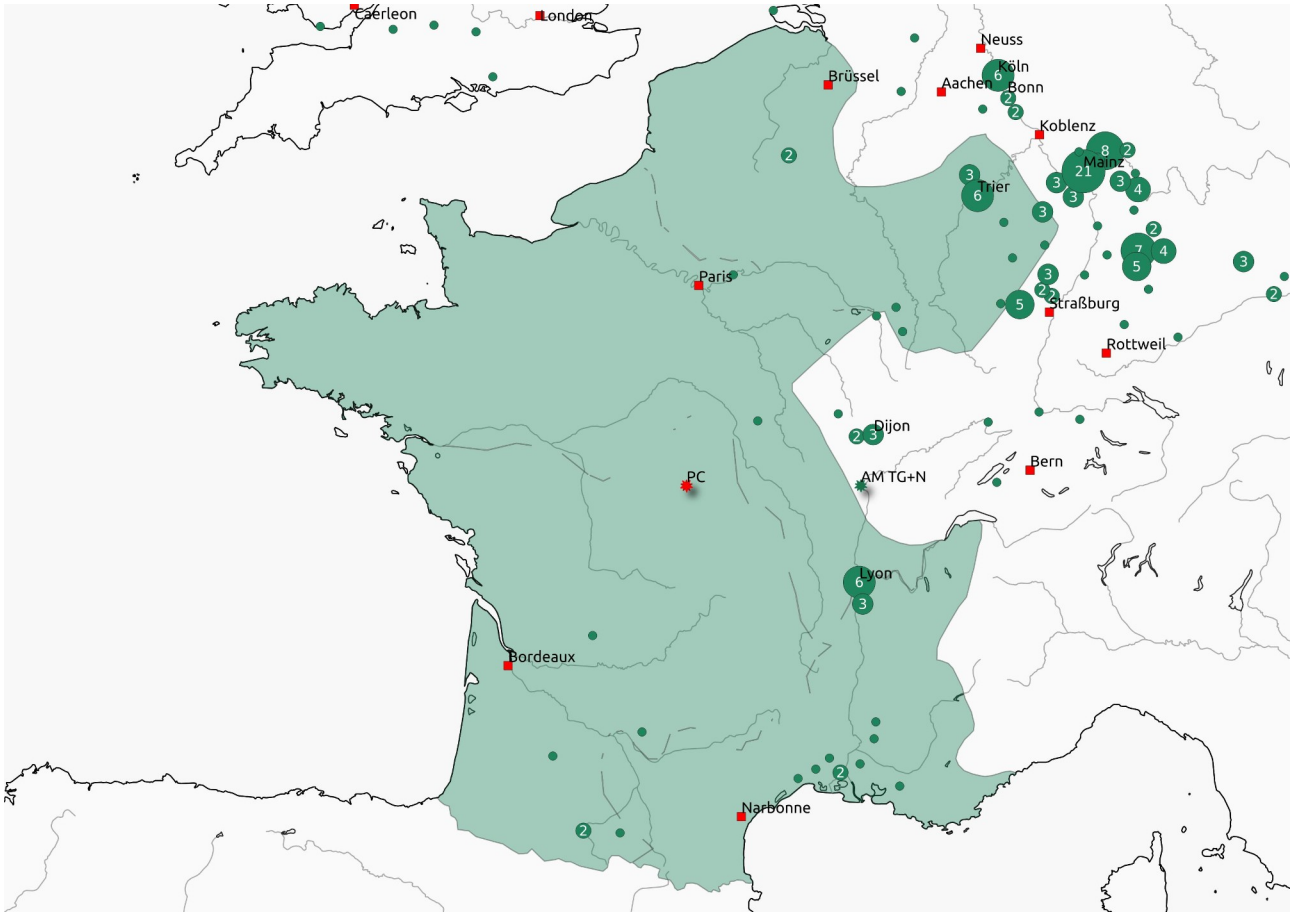 Caerleon
London
Neuss
Köln
6
Brüssel
Aachen
Bonn
2
2
Koblenz
8
2
2
Mainz
21
3
3
3
4
3
Trier
6
3
3
2
7
4
5
3
Paris
3
2
2
2
5
Straßburg
Rottweil
Dijon
2
3
Bern
PC
AM TG+N
Lyon
6
3
Bordeaux
2
Narbonne
2